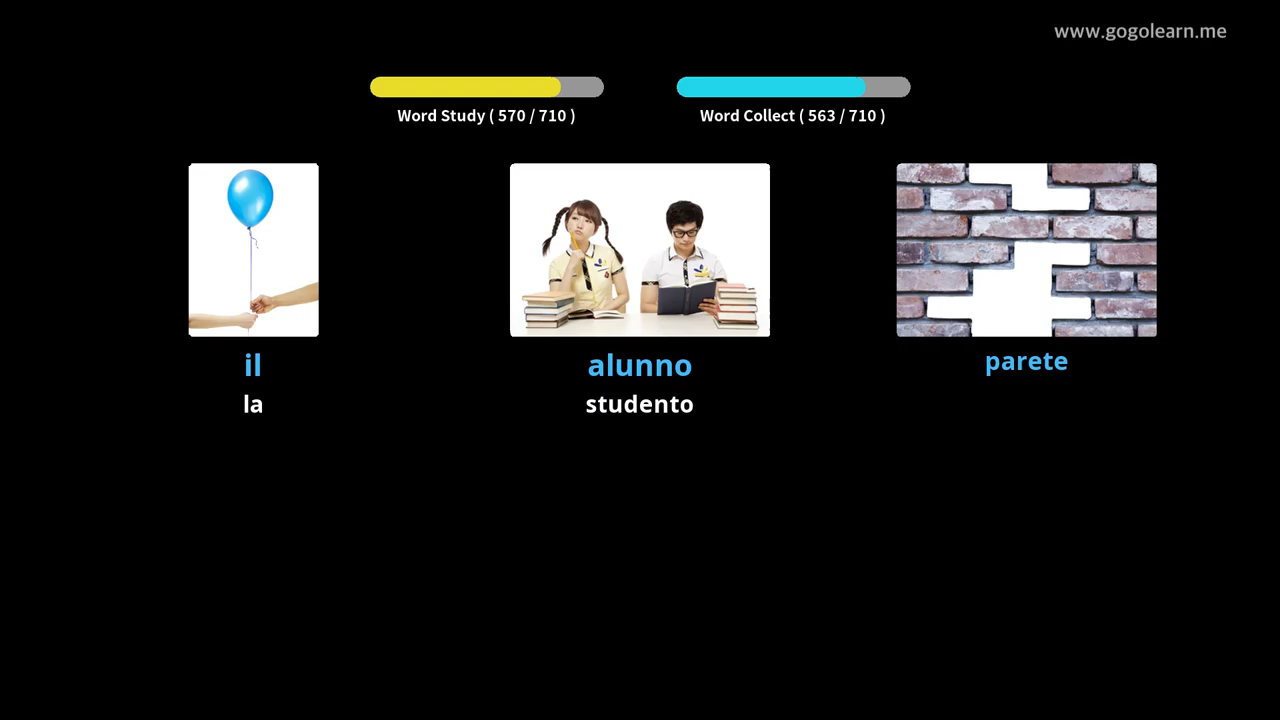 www.gogolearn.me
Word Study ( 570 / 710 )
Word Collect ( 563 / 710 )
il
la
alunno
studento
parete